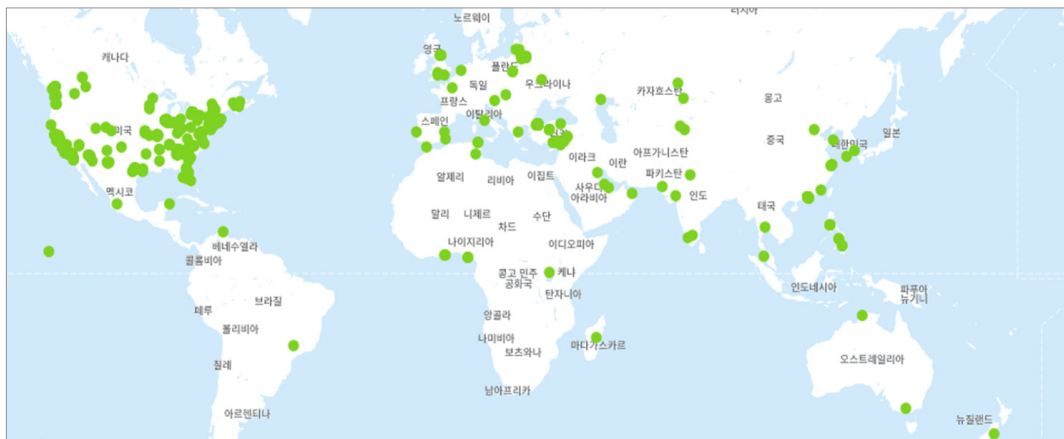 노르웨이
러시아
캐나다
영국
폴란드
독일
우크라이나
카자흐스탄
몽고
프랑스
이탈리아
스페인
미국
중국
대한민국
일본
아프가니스탄
이라크
이란
파키스탄
알제리
리비아
이집트
사우디
아라비아
인도
멕시코
태국
말리
니제르
수단
차드
나이지리아
이디오피아
베네수엘라
콜롬비아
콩고 민주
공화국
케냐
탄자니아
인도네시아
파푸아
뉴기니
브라질
페루
앙골라
볼리비아
나미비아
보츠와나
마다가스카르
오스트레일리아
칠레
남아프리카
아르헨티나
뉴질랜드